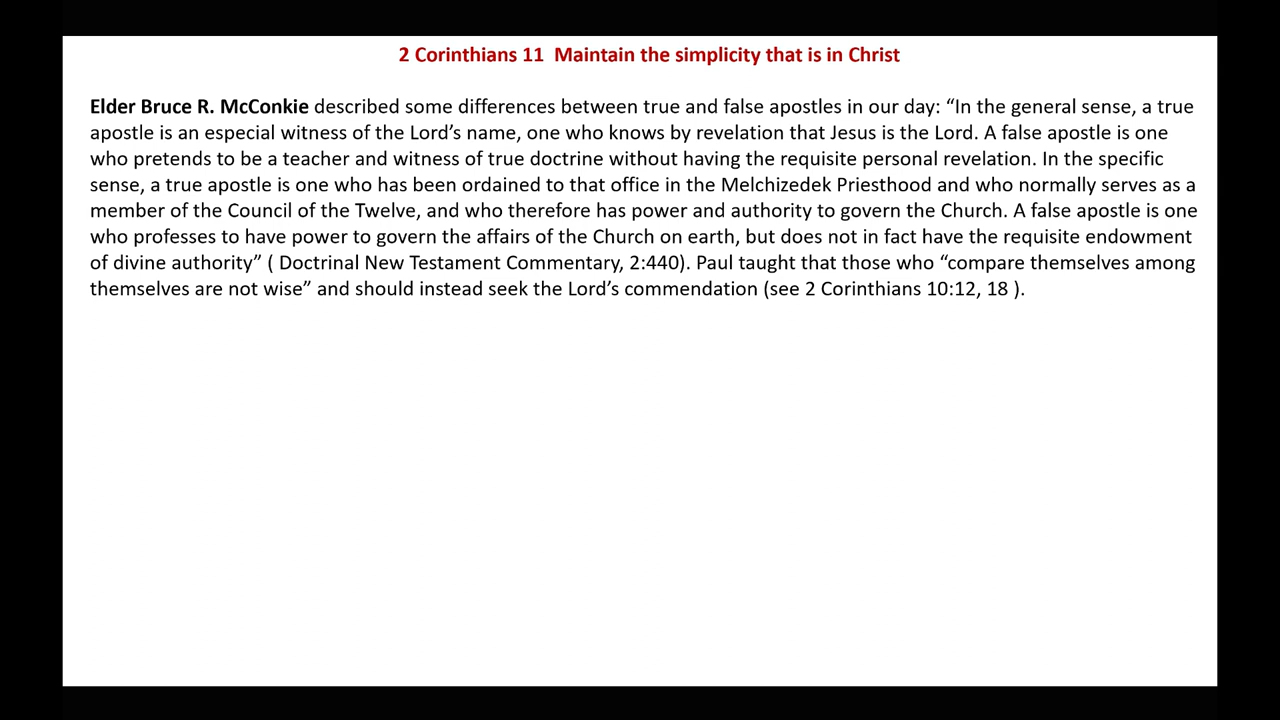 2 Corinthians 11  Maintain the simplicity that is in Christ
Elder Bruce R. McConkie described some differences between true and false apostles in our day: “In the general sense, a true
apostle is an especial witness of the Lord’s name, one who knows by revelation that Jesus is the Lord. A false apostle is one
who pretends to be a teacher and witness of true doctrine without having the requisite personal revelation. In the specific
sense, a true apostle is one who has been ordained to that office in the Melchizedek Priesthood and who normally serves as a
member of the Council of the Twelve, and who therefore has power and authority to govern the Church. A false apostle is one
who professes to have power to govern the affairs of the Church on earth, but does not in fact have the requisite endowment
of divine authority” ( Doctrinal New Testament Commentary, 2:440). Paul taught that those who “compare themselves among
themselves are not wise” and should instead seek the Lord’s commendation (see 2 Corinthians 10:12, 18 ).